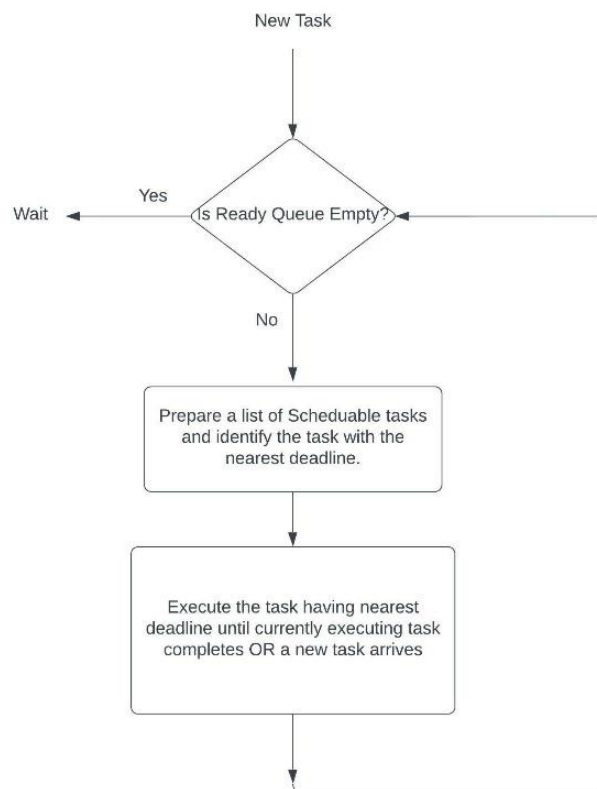 New Task
Yes
Wait
Is Ready Queue Empty?
No
Prepare a list of Scheduable tasks
and identify the task with the
nearest deadline.
Execute the task having nearest
deadline until currently executing task
completes OR a new task arrives